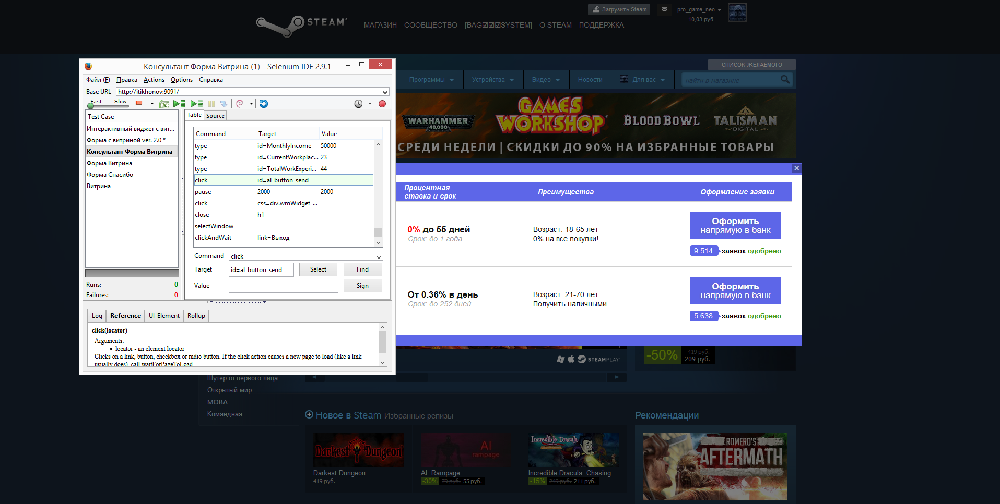 Загрузить Steam
pro_game_neo
10,03 руб.
STEAM®
МАГАЗИН СООБЩЕСТВО [BAG☑☑☑SYSTEM] О STEAM ПОДДЕРЖКА
СПИСОК ЖЕЛАЕМОГО
Программы
Устройства
Видео
Новости
Для вас
найти в магазине
WARHAMMER
40,000
GAMES
WORKSHOP
BLOOD BOWL
TALISMAN
DIGITAL
СРЕДИ НЕДЕЛИ | СКИДКИ ДО 90% НА ИЗБРАННЫЕ ТОВАРЫ
Консультант Форма Витрина (1) - Selenium IDE 2.9.1
Файл (F) Правка Actions Options Справка
Base URL http://itikhonov:9091/
Fast Slow
Test Case
Интерактивный виджет с вит...
Форма с витриной ver. 2.0 *
Консультант Форма Витрина
Форма Витрина
Форма Спасибо
Витрина
Runs: 0
Failures: 0
Table Source
Command Target Value
type id=MonthlyIncome 50000
type id=CurrentWorkplac... 23
type id=TotalWorkExperi... 44
click id=al_button_send
pause 2000 2000
click css=div.wmWidget_...
close h1
selectWindow
clickAndWait link=Выход
Command click
Target id=al_button_send Select Find
Value Sign
Log Reference UI-Element Rollup
click(locator)
Arguments:
• locator - an element locator
Clicks on a link, button, checkbox or radio button. If the click action causes a new page to load (like a link
usually does), call waitForPageToLoad.
Процентная
ставка и срок
Преимущества
Оформление заявки
0% до 55 дней
Срок: до 1 года
Возраст: 18-65 лет
0% на все покупки!
Оформить
напрямую в банк
9 514 заявок одобрено
От 0.36% в день
Срок: до 252 дней
Возраст: 21-70 лет
Получить наличными
Оформить
напрямую в банк
5 638 заявок одобрено
STEAMPLAY
-50%
419 руб.
209 руб.
Шутер от первого лица
Открытый мир
MOBA
Командная
Новое в Steam Избранные релизы
Darkest Dungeon
Darkest Dungeon
419 руб.
AI
rampage
AI: Rampage
-30% 79 руб. 55 руб.
Incredible Dracula
Incredible Dracula: Chasing...
-15% 249 руб. 211 руб.
Рекомендации
ROMERO'S
AFTERMATH